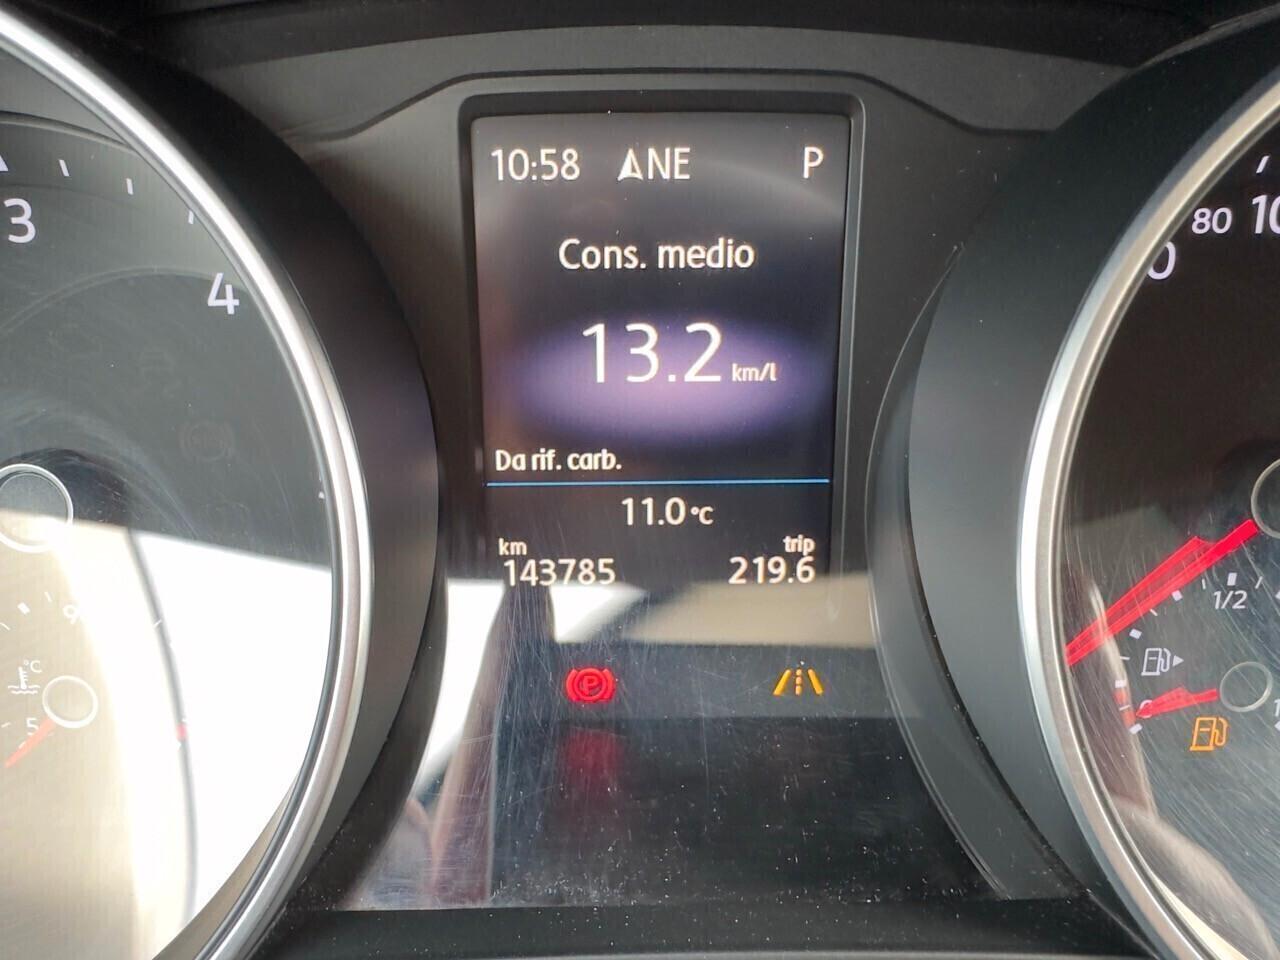 10:58 NE P
Cons. medio
13.2 km/l
Da rif. carb.
11.0 °C
km trip
143785 219.6
3
4
80
1/2
°C
P